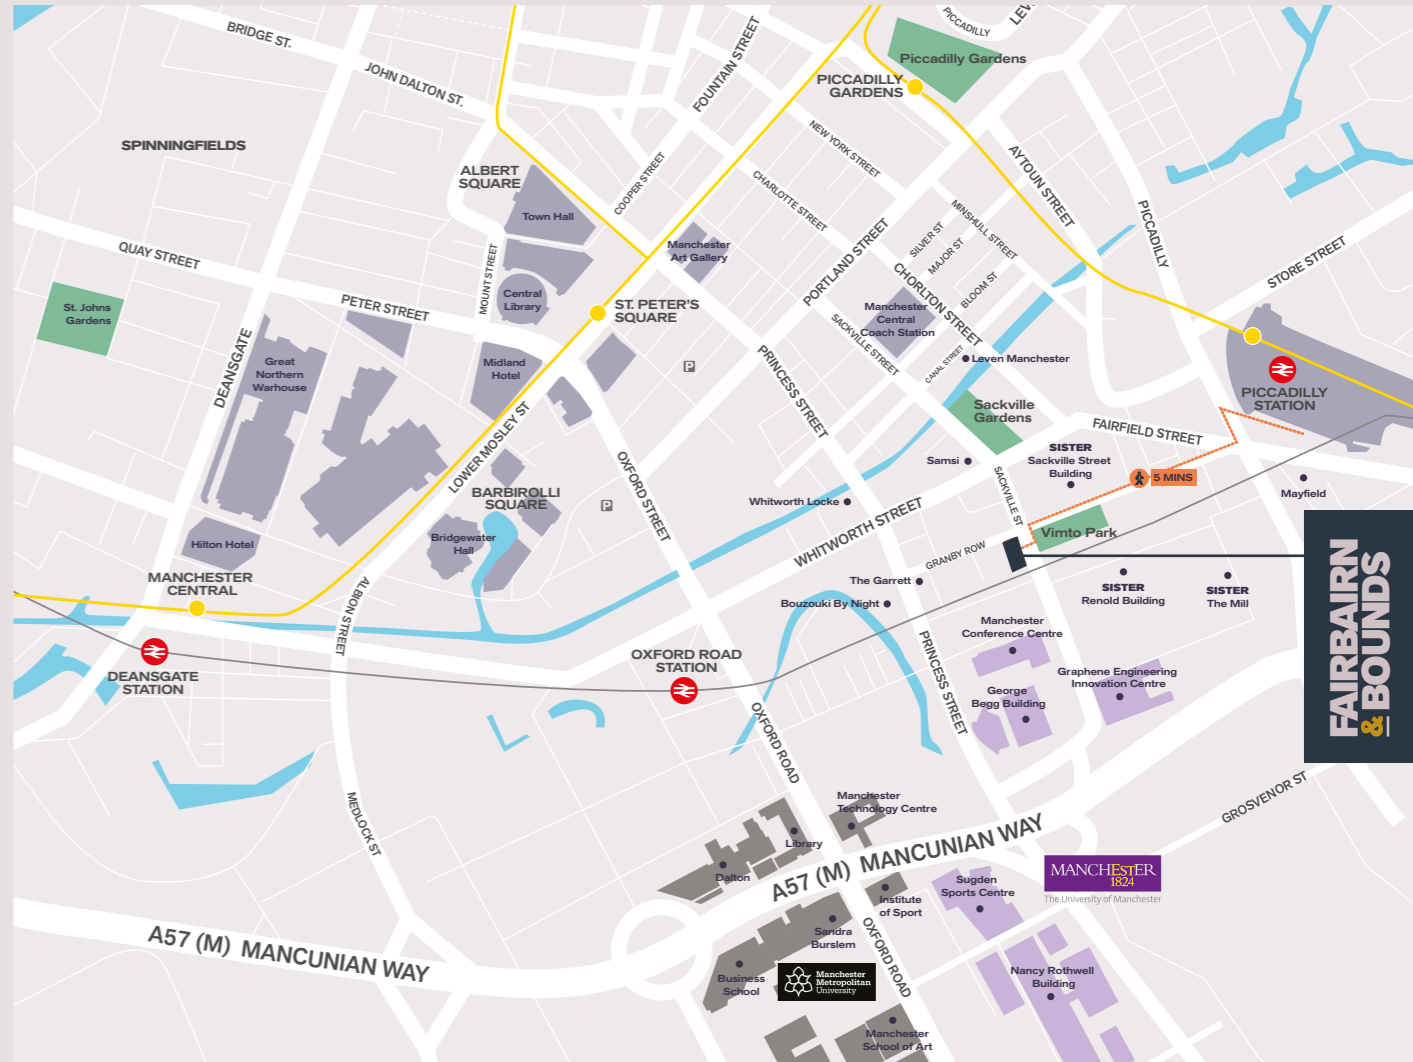 BRIDGE ST.
JOHN DALTON ST.
FOUNTAIN STREET
PICCADILLY
Piccadilly Gardens
PICCADILLY
GARDENS
SPINNINGFIELDS
ALBERT
SQUARE
COOPER STREET
NEW YORK STREET
CHARLOTTE STREET
AYTOUN STREET
PICCADILLY
Town Hall
QUAY STREET
MOUNT STREET
Manchester
Art Gallery
PORTLAND STREET
SILVER ST
MAJOR ST
MINSHULL STREET
BLOOM ST
STORE STREET
CHORLTON STREET
St. Johns
Gardens
PETER STREET
Central
Library
ST. PETER'S
SQUARE
Manchester
Central
Coach Station
SACKVILLE STREET
CANAL STREET
Leven Manchester
DEANSGATE
Great
Northern
Warhouse
Midland
Hotel
P
PRINCESS STREET
PICCADILLY
STATION
Sackville
Gardens
FAIRFIELD STREET
LOWER MOSLEY ST
OXFORD STREET
SISTER
Sackville Street
Building
Samsi
5 MINS
Mayfield
BARBIROLLI
SQUARE
P
Whitworth Locke
SACKVILLE ST
WHITWORTH STREET
Vimto Park
Bridgewater
Hall
Hilton Hotel
GRANBY ROW
FAIRBAIRN
& BOUNDS
MANCHESTER
CENTRAL
ALBION STREET
The Garrett
Bouzouki By Night
SISTER
Renold Building
SISTER
The Mill
Manchester
Conference Centre
DEANSGATE
STATION
OXFORD ROAD
STATION
PRINCESS STREET
Graphene Engineering
Innovation Centre
George
Begg Building
OXFORD ROAD
MEDLOCK ST
Manchester
Technology Centre
GROSVENOR ST
Library
A57 (M) MANCUNIAN WAY
Dalton
MANCHESTER
1824
The University of Manchester
Sugden
Sports Centre
Institute
of Sport
OXFORD ROAD
A57 (M) MANCUNIAN WAY
Sandra
Burslem
Business
School
Manchester
Metropolitan
University
Nancy Rothwell
Building
Manchester
School of Art